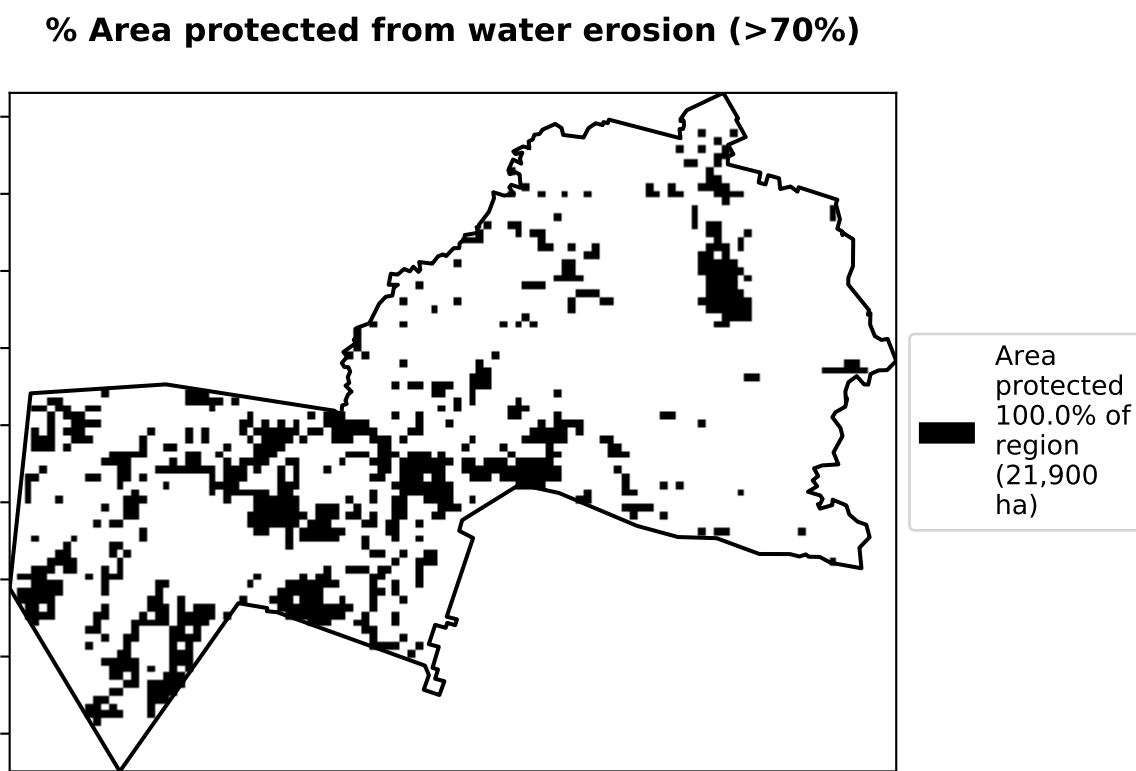 % Area protected from water erosion (>70%)
Area
protected
100.0% of
region
(21,900
ha)